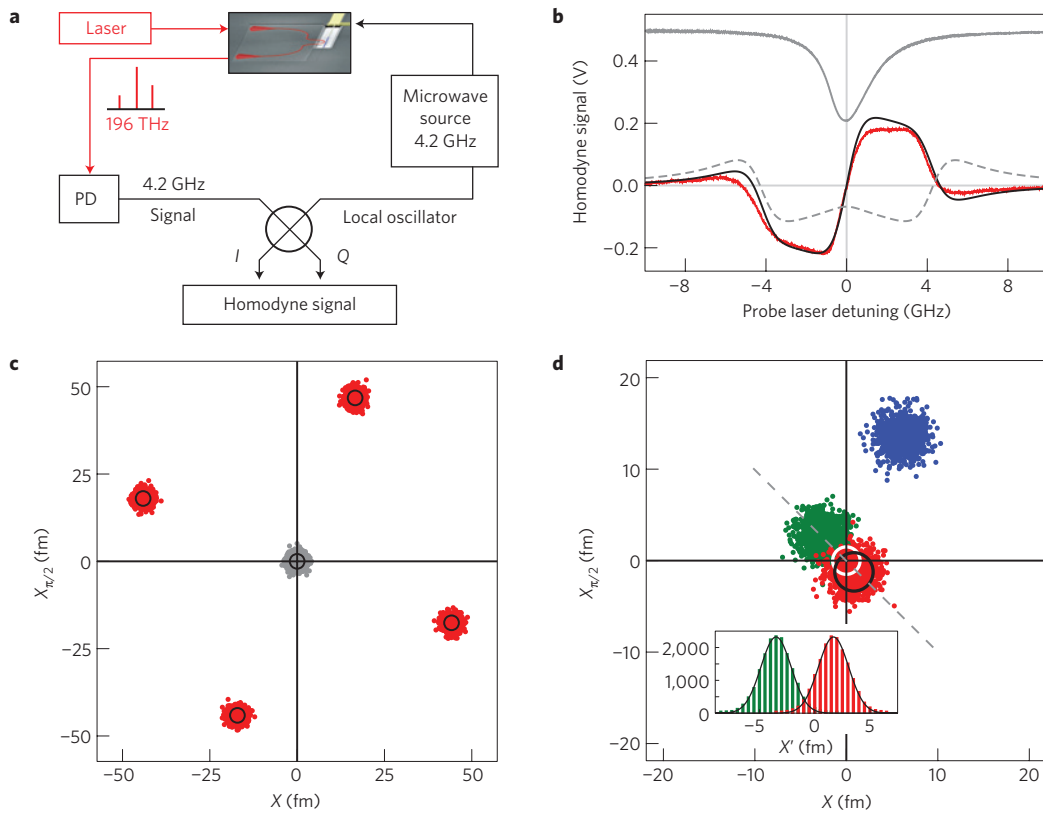 a
Laser
196 THz
Microwave
source
4.2 GHz
PD
4.2 GHz
Signal
Local oscillator
I
Q
Homodyne signal
b
Homodyne signal (V)
0.4
0.2
0.0
−0.2
−8
−4
0
4
8
Probe laser detuning (GHz)
c
X π/2 (fm)
50
25
0
−25
−50
−50
−25
0
25
50
X (fm)
d
X π/2 (fm)
20
10
0
−10
−20
2,000
1,000
0
−5
0
5
X′ (fm)
−20
−10
0
10
20
X (fm)